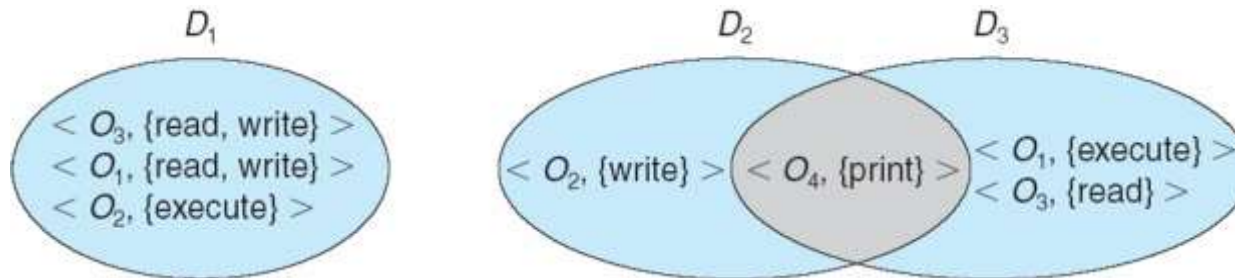 D₁
< O₃, {read, write} >
< O₁, {read, write} >
< O₂, {execute} >
D₂
D₃
< O₂, {write} >
< O₄, {print} >
< O₁, {execute} >
< O₃, {read} >